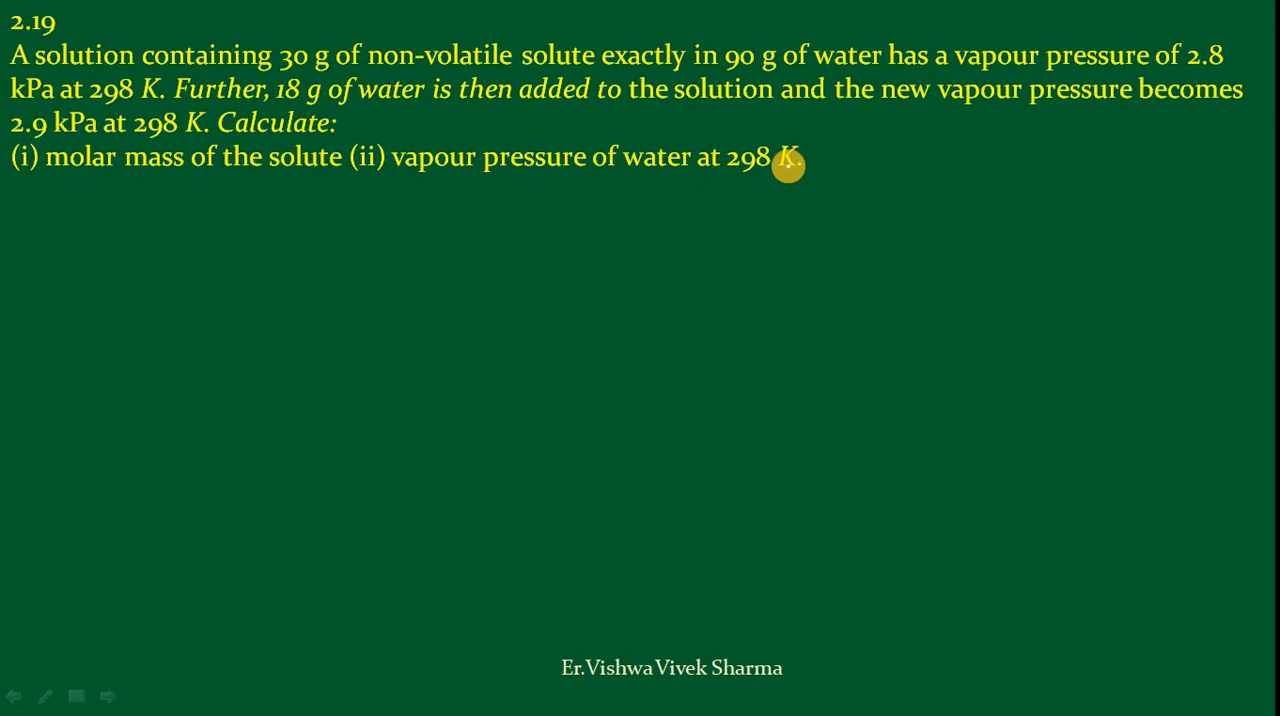 2.19
A solution containing 30 g of non-volatile solute exactly in 90 g of water has a vapour pressure of 2.8
kPa at 298 K. Further, 18 g of water is then added to the solution and the new vapour pressure becomes
2.9 kPa at 298 K. Calculate:
(i) molar mass of the solute (ii) vapour pressure of water at 298 K.
Er.Vishwa Vivek Sharma